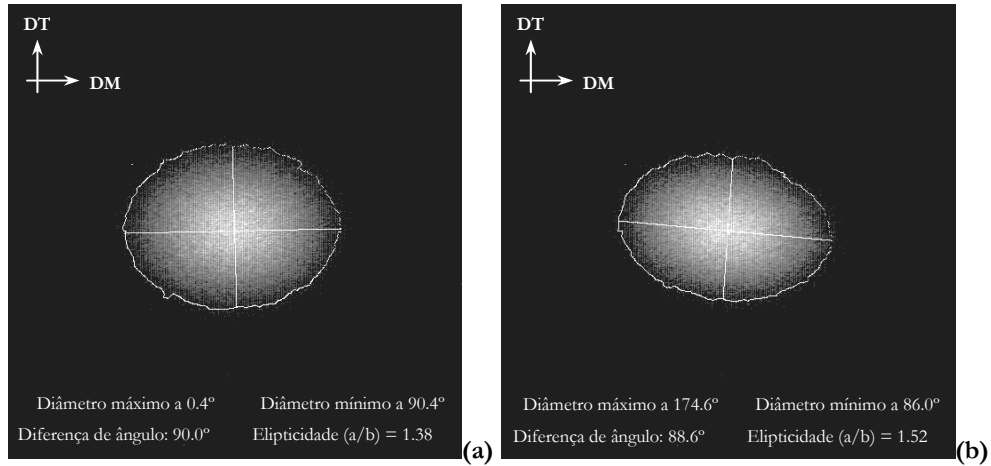 DT
DM
Diâmetro máximo a 0.4º Diâmetro mínimo a 90.4º
Diferença de ângulo: 90.0º Elipticidade (a/b) = 1.38
(a)
DT
DM
Diâmetro máximo a 174.6º Diâmetro mínimo a 86.0º
Diferença de ângulo: 88.6º Elipticidade (a/b) = 1.52
(b)